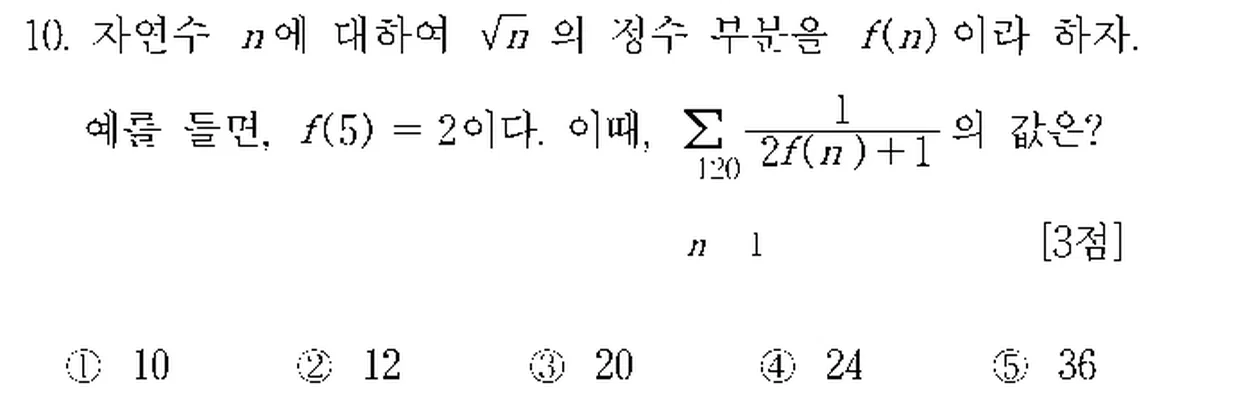 10. 자연수 n에 대하여 √n 의 정수 부분을 f(n) 이라 하자.
예를 들면, f(5) = 2이다. 이때, ∑ 1/(2f(n)+1) 의 값은?
120
n 1 [3점]
① 10 ② 12 ③ 20 ④ 24 ⑤ 36